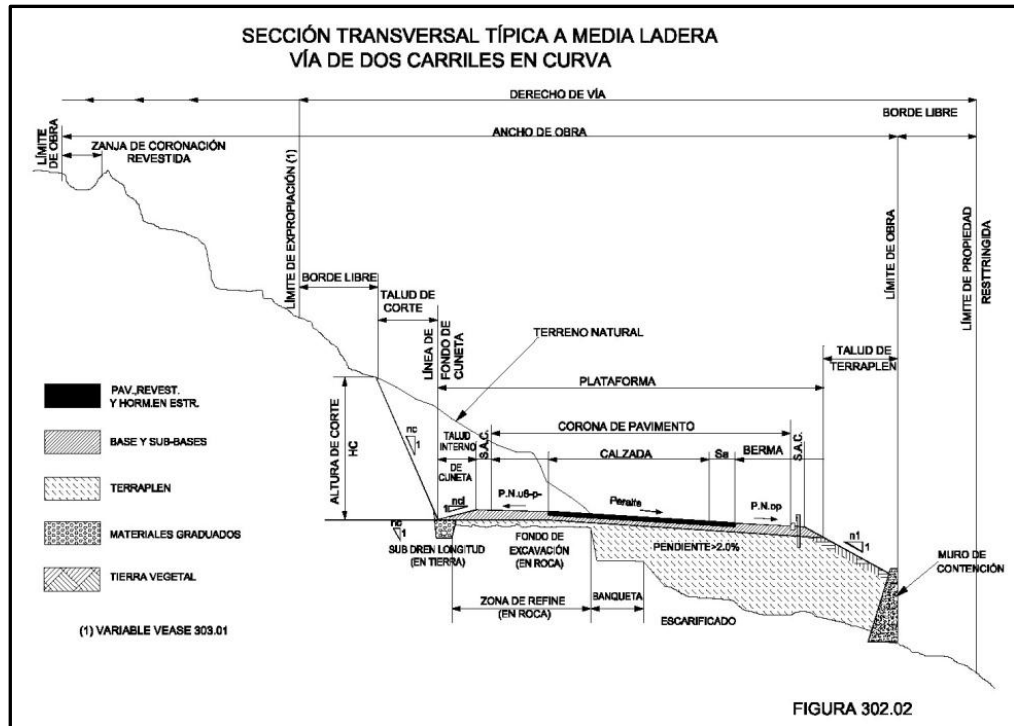 SECCIÓN TRANSVERSAL TÍPICA A MEDIA LADERA
VÍA DE DOS CARRILES EN CURVA
DERECHO DE VÍA
BORDE LIBRE
ANCHO DE OBRA
LÍMITE
DE OBRA
ZANJA DE CORONACIÓN
REVESTIDA
LÍMITE DE EXPROPIACIÓN (1)
LÍMITE DE OBRA
LÍMITE DE PROPIEDAD
RESTTRINGIDA
BORDE LIBRE
TALUD DE
CORTE
LÍNEA DE
FONDO DE
CUNETA
TERRENO NATURAL
TALUD DE
TERRAPLEN
PLATAFORMA
CORONA DE PAVIMENTO
ALTURA DE CORTE
HC
nc
1
TALUD
INTERNO
DE CUNETA
S.A.C.
CALZADA
Sa
BERMA
S.A.C.
nci
1
P.N.uß-p-
Peralte
P.N.op
n1
1
nc
1
SUB DREN LONGITUD
(EN TIERRA)
FONDO DE
EXCAVACIÓN
(EN ROCA)
PENDIENTE>2.0%
MURO DE
CONTENCIÓN
ZONA DE REFINE
(EN ROCA)
BANQUETA
ESCARIFICADO
PAV.,REVEST.
Y HORM.EN ESTR.
BASE Y SUB-BASES
TERRAPLEN
MATERIALES GRADUADOS
TIERRA VEGETAL
(1) VARIABLE VEASE 303.01
FIGURA 302.02